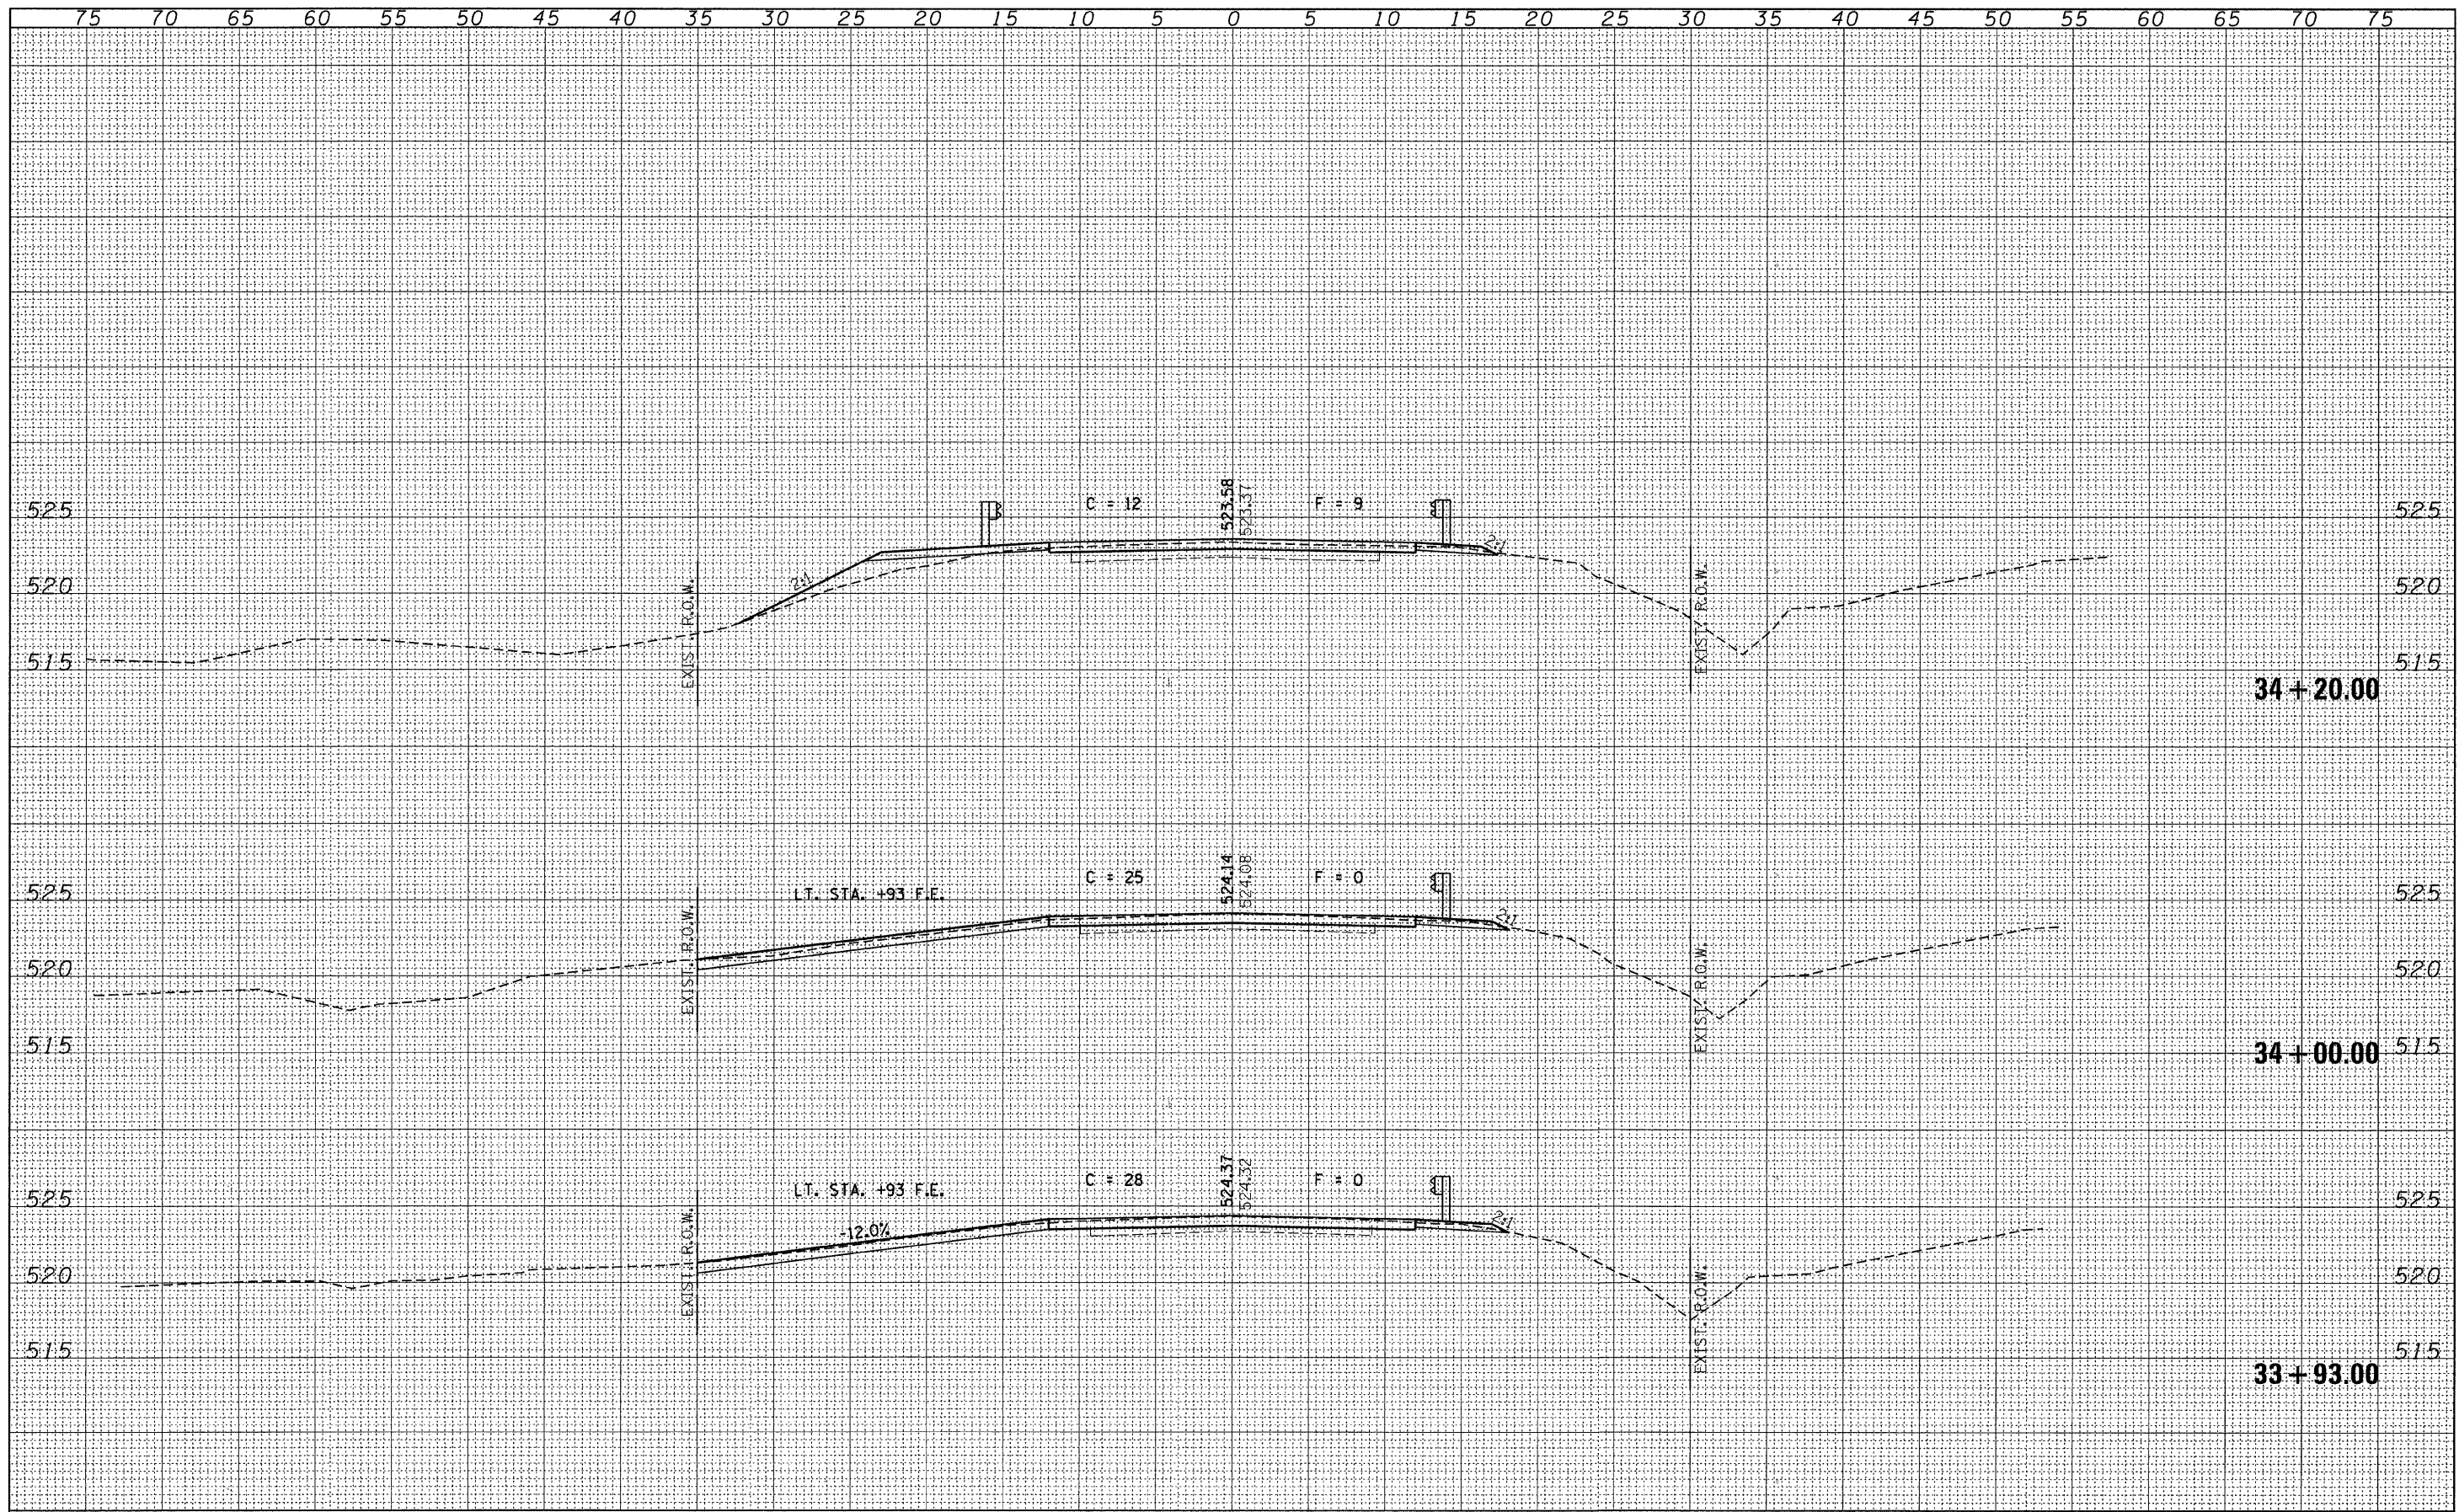 75 70 65 60 55 50 45 40 35 30 25 20 15 10 5 0 5 10 15 20 25 30 35 40 45 50 55 60 65 70 75
523.58
523.37
C = 12
F = 9
525
525
2:1
2:1
520
520
EXIST. R.O.W.
EXIST. R.O.W.
515
515
34+20.00
524.14
524.08
C = 25
F = 0
LT. STA. +93 F.E.
525
525
2:1
EXIST. R.O.W.
EXIST. R.O.W.
520
520
515
515
34+00.00
524.37
524.32
C = 28
F = 0
LT. STA. +93 F.E.
525
525
2:1
-12.0%
EXIST. R.O.W.
EXIST. R.O.W.
520
520
515
515
33+93.00